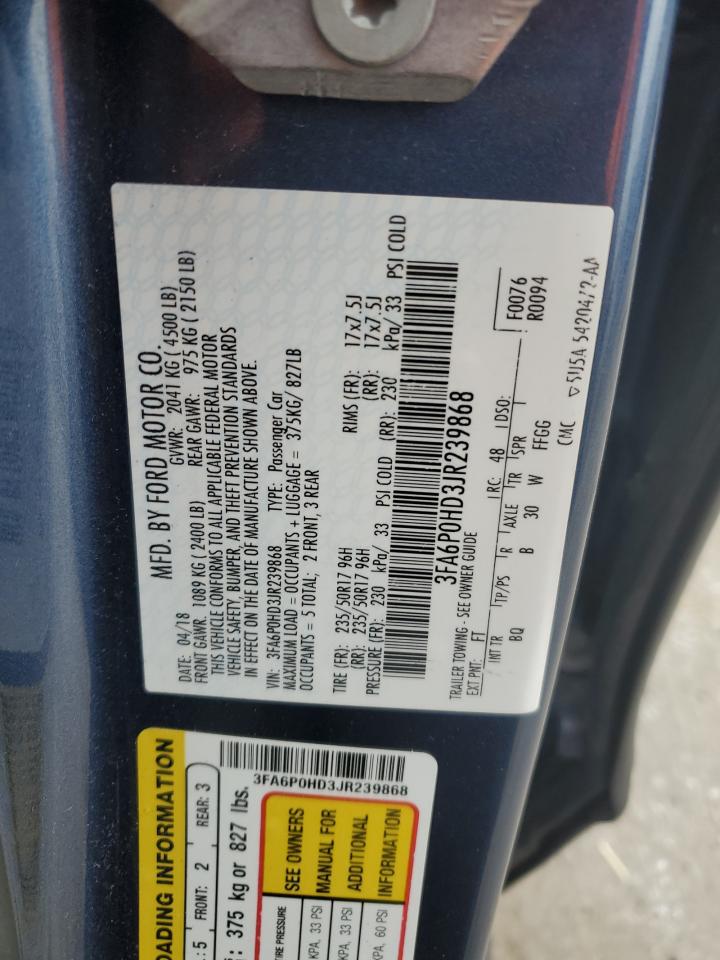 MFD. BY FORD MOTOR CO.
DATE: 04/18 GVWR: 2041 KG ( 4500 LB)
FRONT GAWR: 1089 KG ( 2400 LB) REAR GAWR: 975 KG ( 2150 LB)
THIS VEHICLE CONFORMS TO ALL APPLICABLE FEDERAL MOTOR
VEHICLE SAFETY, BUMPER, AND THEFT PREVENTION STANDARDS
IN EFFECT ON THE DATE OF MANUFACTURE SHOWN ABOVE.
VIN: 3FA6P0HD3JR239868 TYPE: Passenger Car
MAXIMUM LOAD = OCCUPANTS + LUGGAGE = 375KG/ 827LB
OCCUPANTS = 5 TOTAL; 2 FRONT, 3 REAR
TIRE (FR): 235/50R17 96H RIMS (FR): 17x7.5J
(RR): 235/50R17 96H (RR): 17x7.5J
PRESSURE (FR): 230 kPa/ 33 PSI COLD (RR): 230 kPa/ 33 PSI COLD
3FA6P0HD3JR239868
TRAILER TOWING - SEE OWNER GUIDE
EXT PNT: FT RC: 48 DSO: F0076
R0094
INT TR TP/PS R AXLE TR SPR
BQ B 30 W FFGG
CMC 5U5A 5420472-AA
LOADING INFORMATION
: 5 FRONT: 2 REAR: 3
: 375 kg or 827 lbs.
3FA6P0HD3JR239868
TIRE PRESSURE
KPA, 33 PSI
KPA, 33 PSI
KPA, 60 PSI
SEE OWNERS
MANUAL FOR
ADDITIONAL
INFORMATION